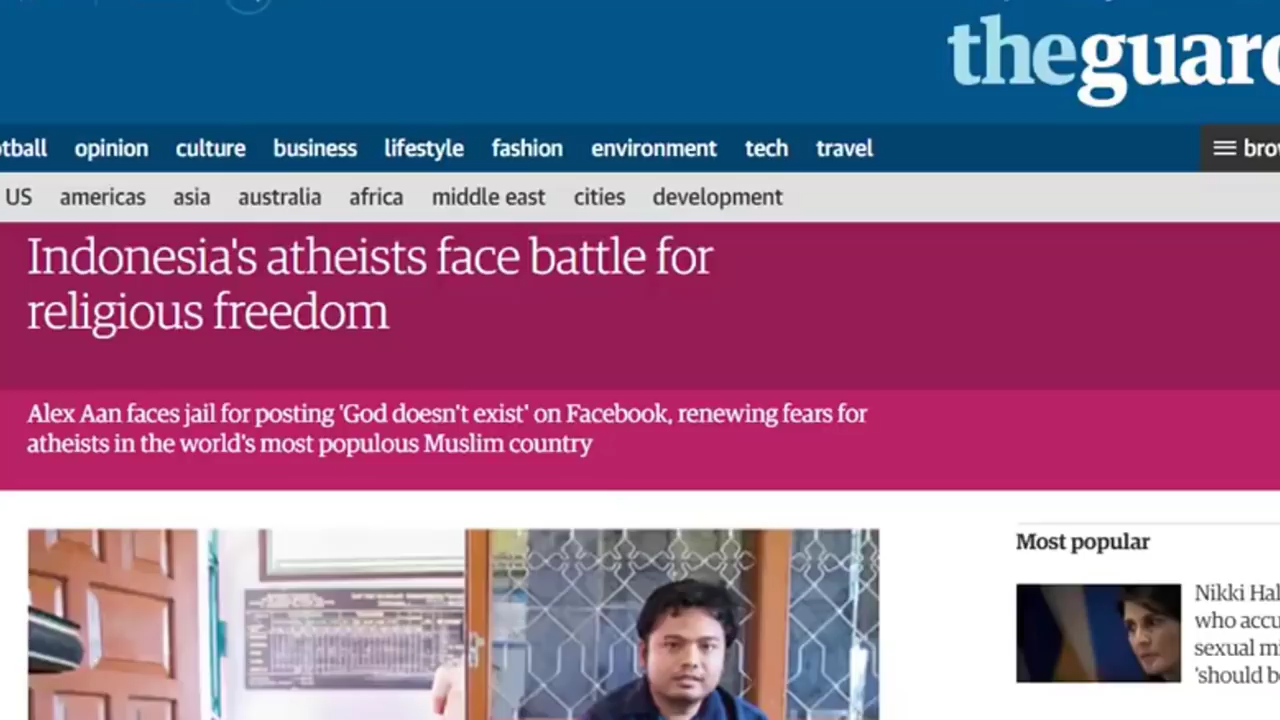 theguar
tball opinion culture business lifestyle fashion environment tech travel
bro
US americas asia australia africa middle east cities development
Indonesia's atheists face battle for
religious freedom
Alex Aan faces jail for posting 'God doesn't exist' on Facebook, renewing fears for
atheists in the world's most populous Muslim country
Most popular
Nikki Hal
who accu
sexual m
'should b